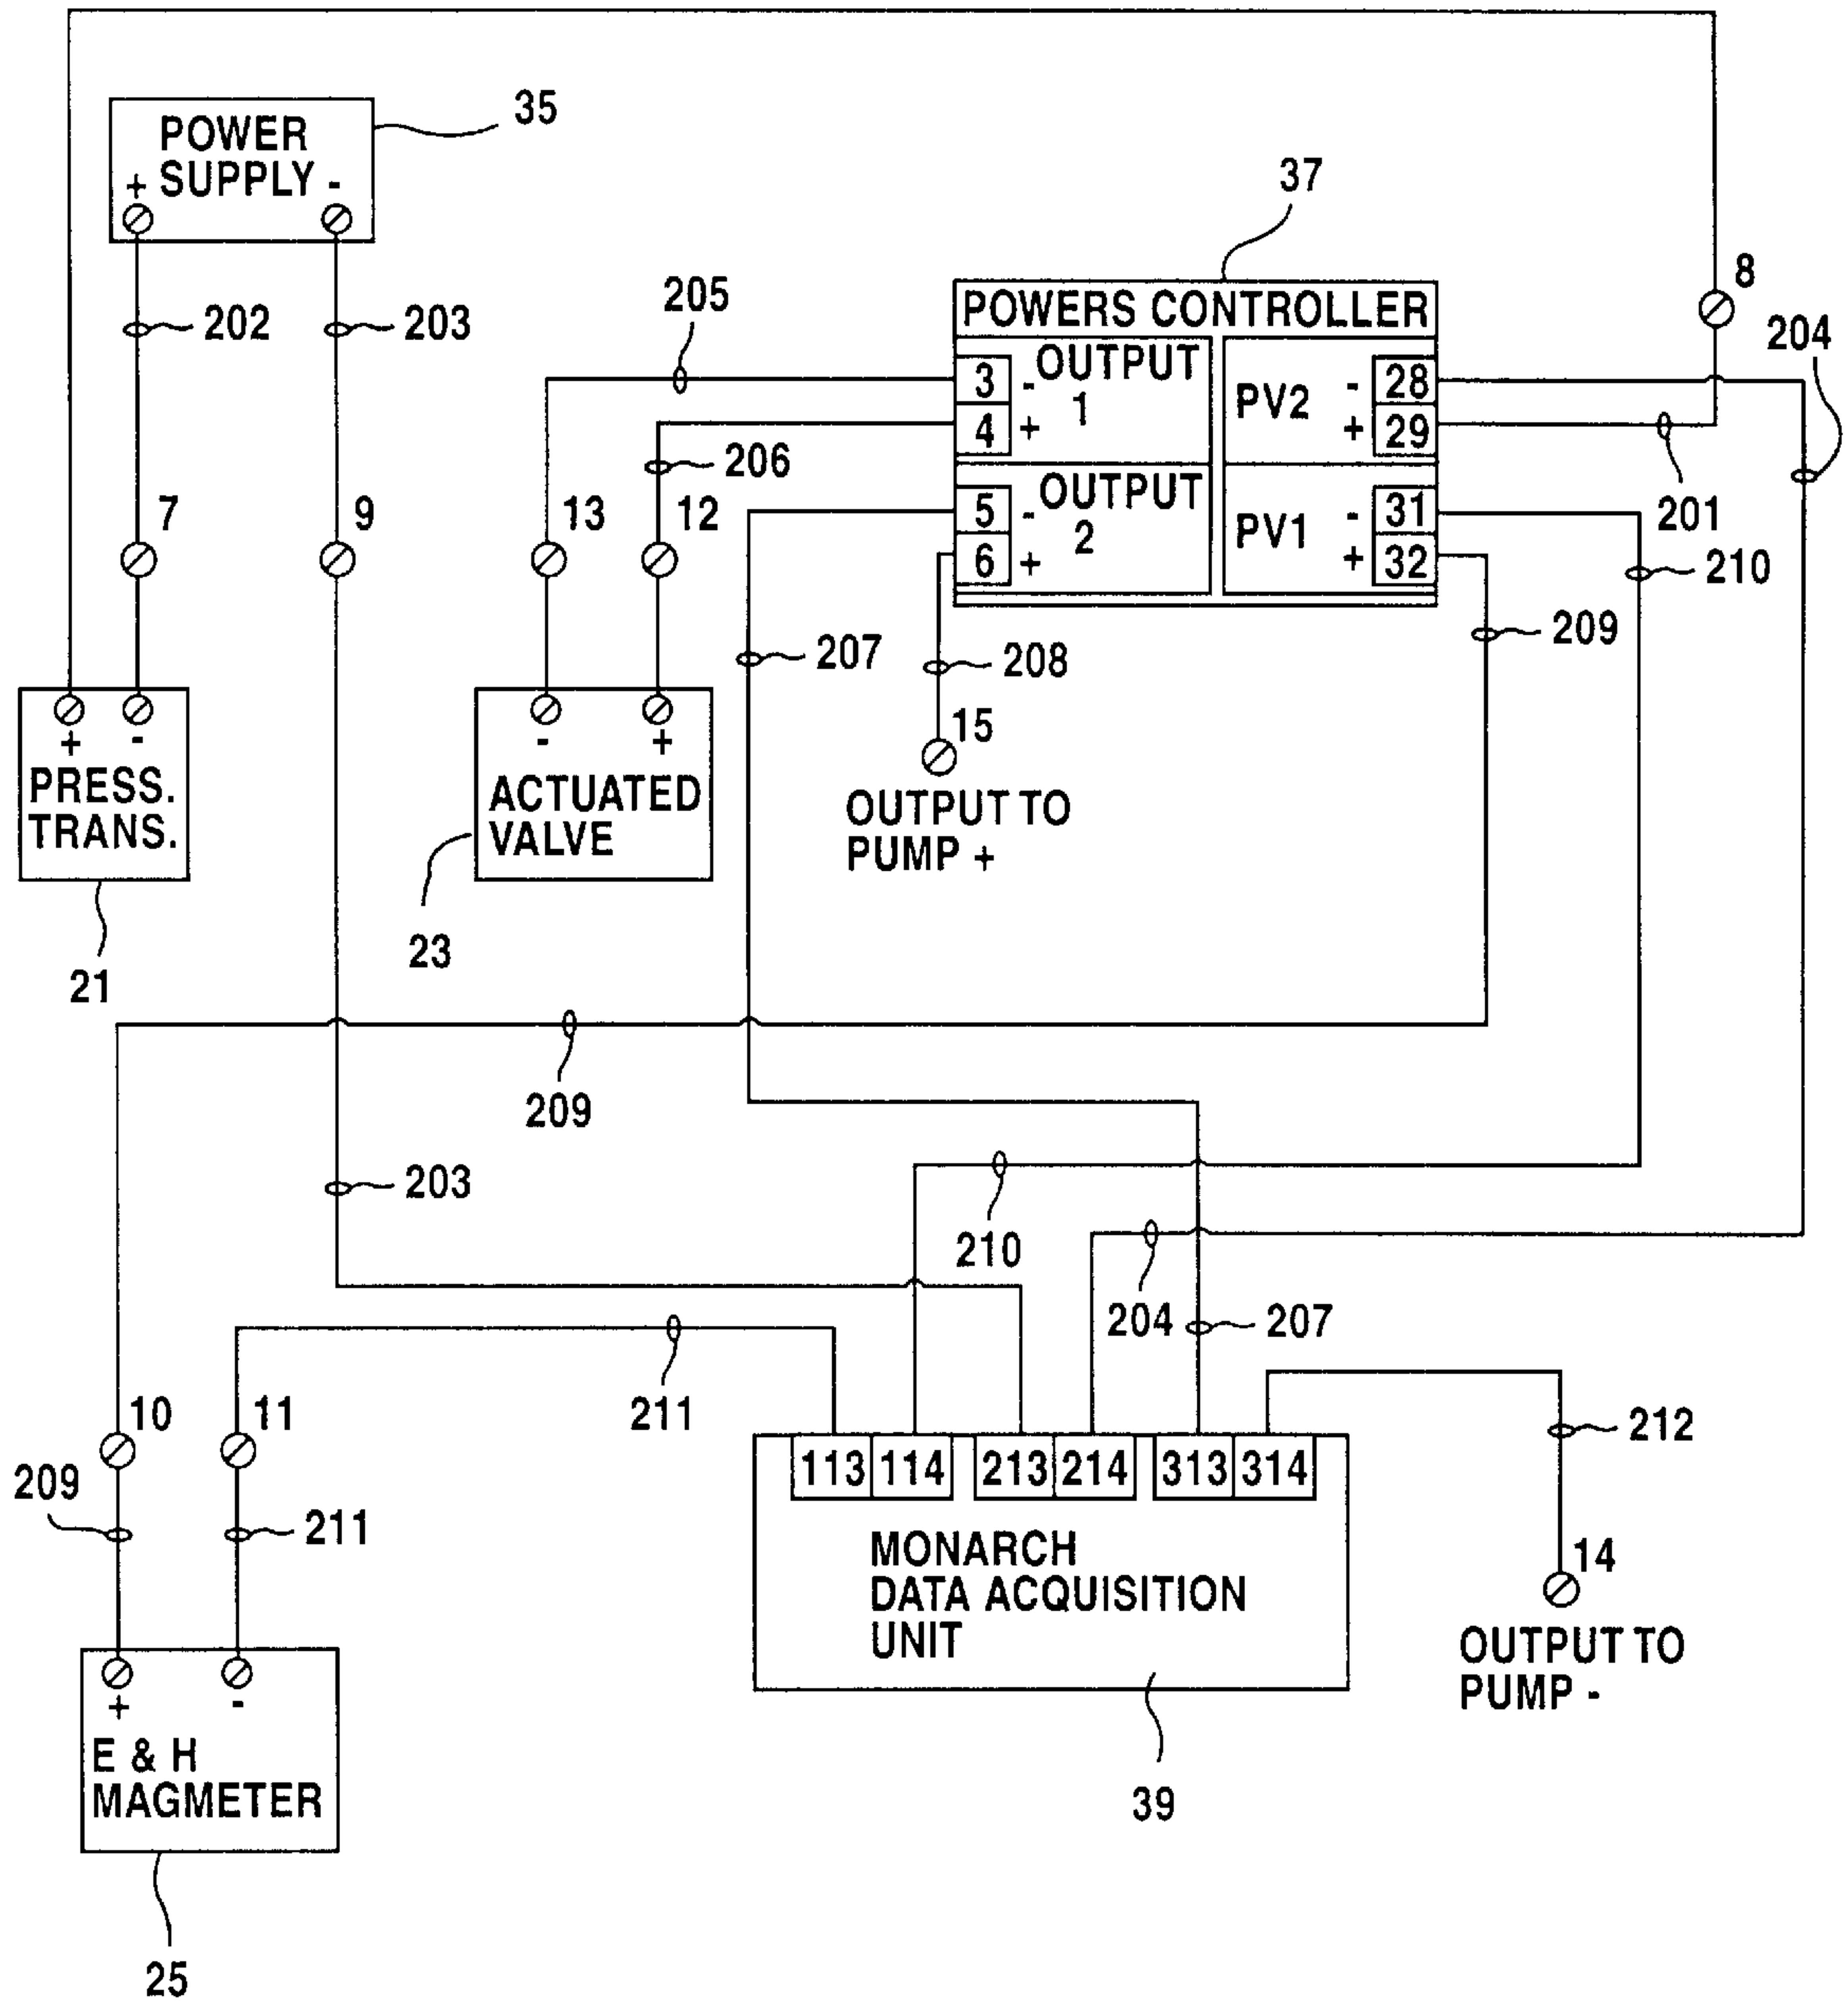 35
POWER
SUPPLY
+ -
37
8
204
202
203
205
POWERS CONTROLLER
3 - OUTPUT
1
4 +
PV2
- 28
+ 29
206
201
7
9
13
12
5 - OUTPUT
2
6 +
PV1
- 31
+ 32
210
209
207
208
15
OUTPUT TO
PUMP +
+ -
PRESS.
TRANS.
21
- +
ACTUATED
VALVE
23
209
203
210
204
207
211
10
11
209
211
212
113 114 213 214 313 314
MONARCH
DATA ACQUISITION
UNIT
39
14
OUTPUT TO
PUMP -
+ -
E & H
MAGMETER
25